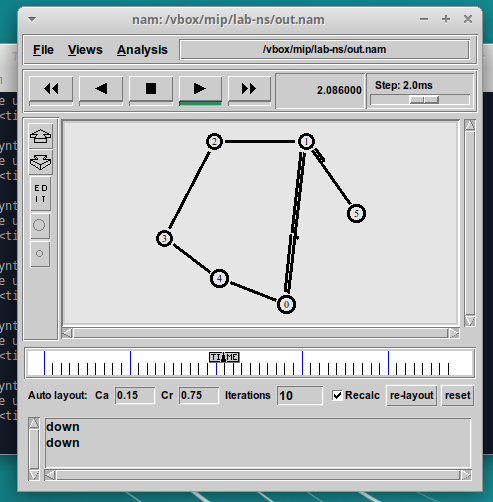 nam: /vbox/mip/lab-ns/out.nam
File Views Analysis /vbox/mip/lab-ns/out.nam
2.086000 Step: 2.0ms
ED
IT
2 1
5
3
4
0
TIME
Auto layout: Ca 0.15 Cr 0.75 Iterations 10 Recalc re-layout reset
down
down